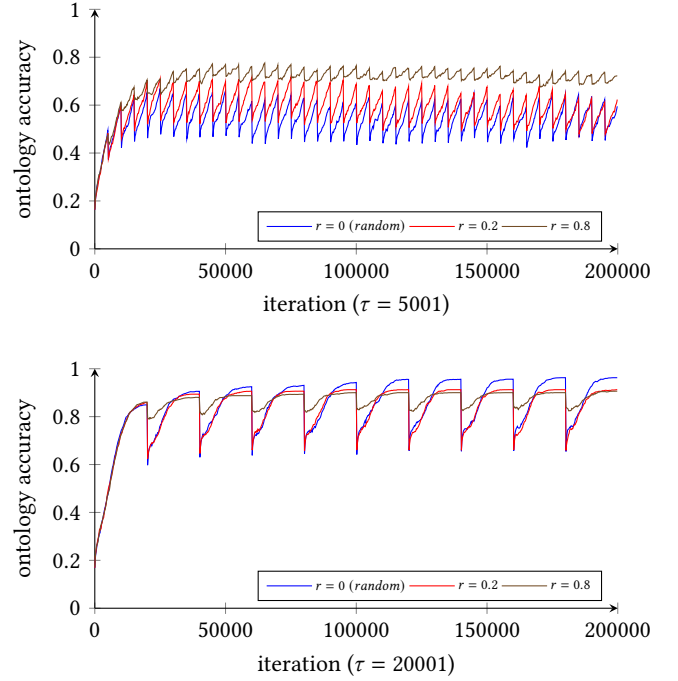 1
0.8
0.6
0.4
0.2
0
ontology accuracy
r = 0 (random) r = 0.2 r = 0.8
0 50000 100000 150000 200000
iteration (τ = 5001)
1
0.8
0.6
0.4
0.2
0
ontology accuracy
r = 0 (random) r = 0.2 r = 0.8
0 50000 100000 150000 200000
iteration (τ = 20001)